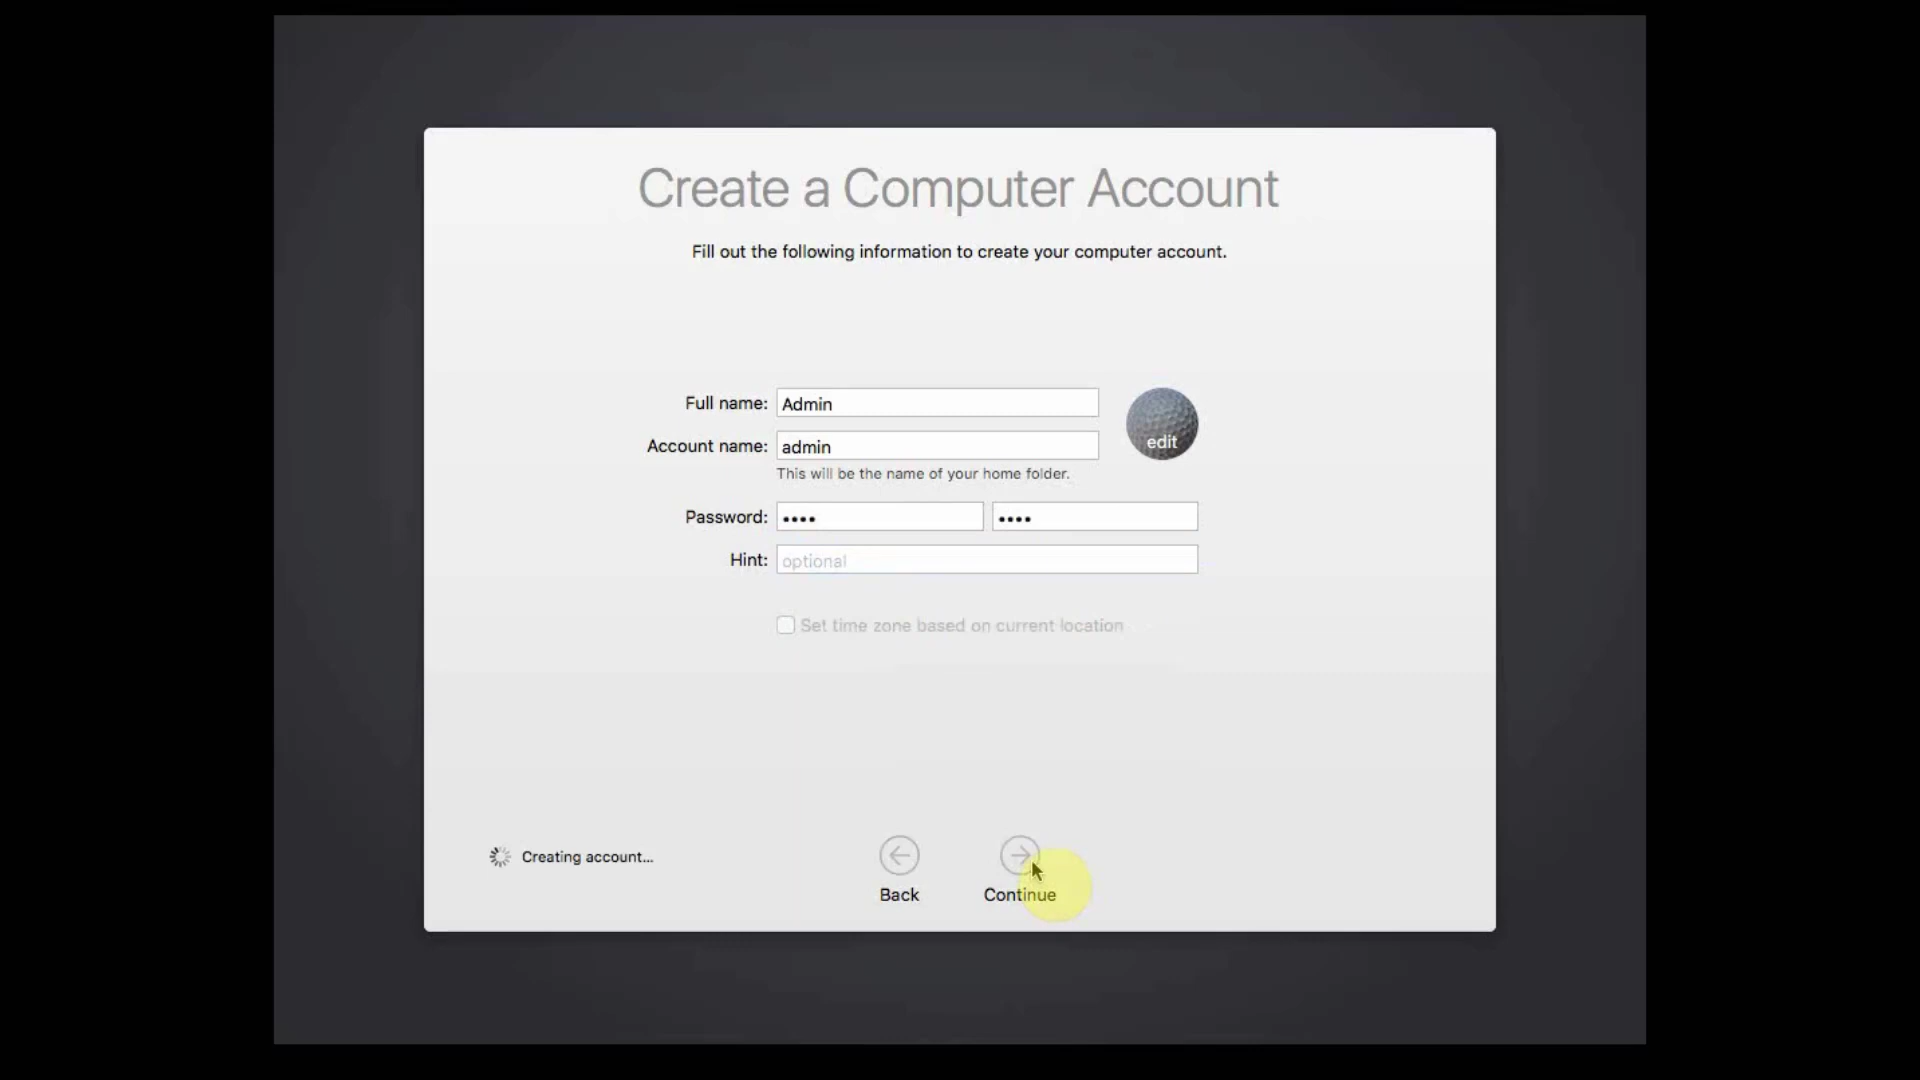 Create a Computer Account
Fill out the following information to create your computer account.
Full name: Admin
edit
Account name: admin
This will be the name of your home folder.
Password: •••• ••••
Hint: optional
Set time zone based on current location
Creating account...
Back
Continue